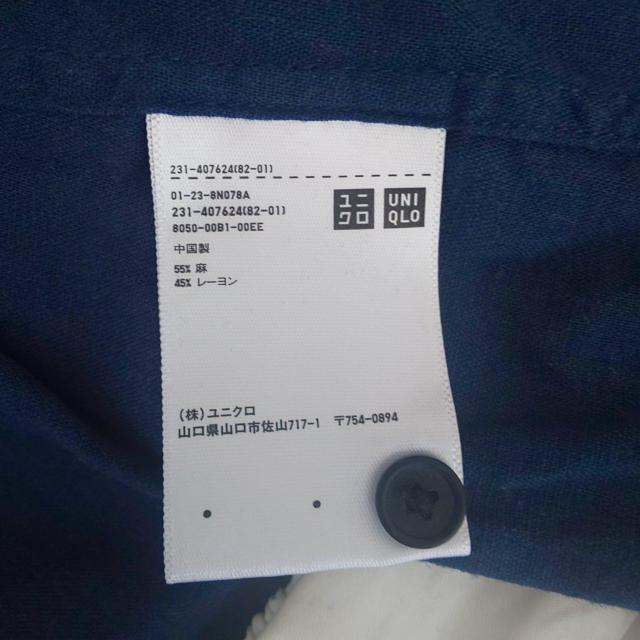 231-407624(82-01)
01-23-8N078A
231-407624(82-01)
8050-00B1-00EE
ユニ
クロ
UNI
QLO
中国製
55% 麻
45% レーヨン
(株)ユニクロ
山口県山口市佐山717-1 〒754-0894